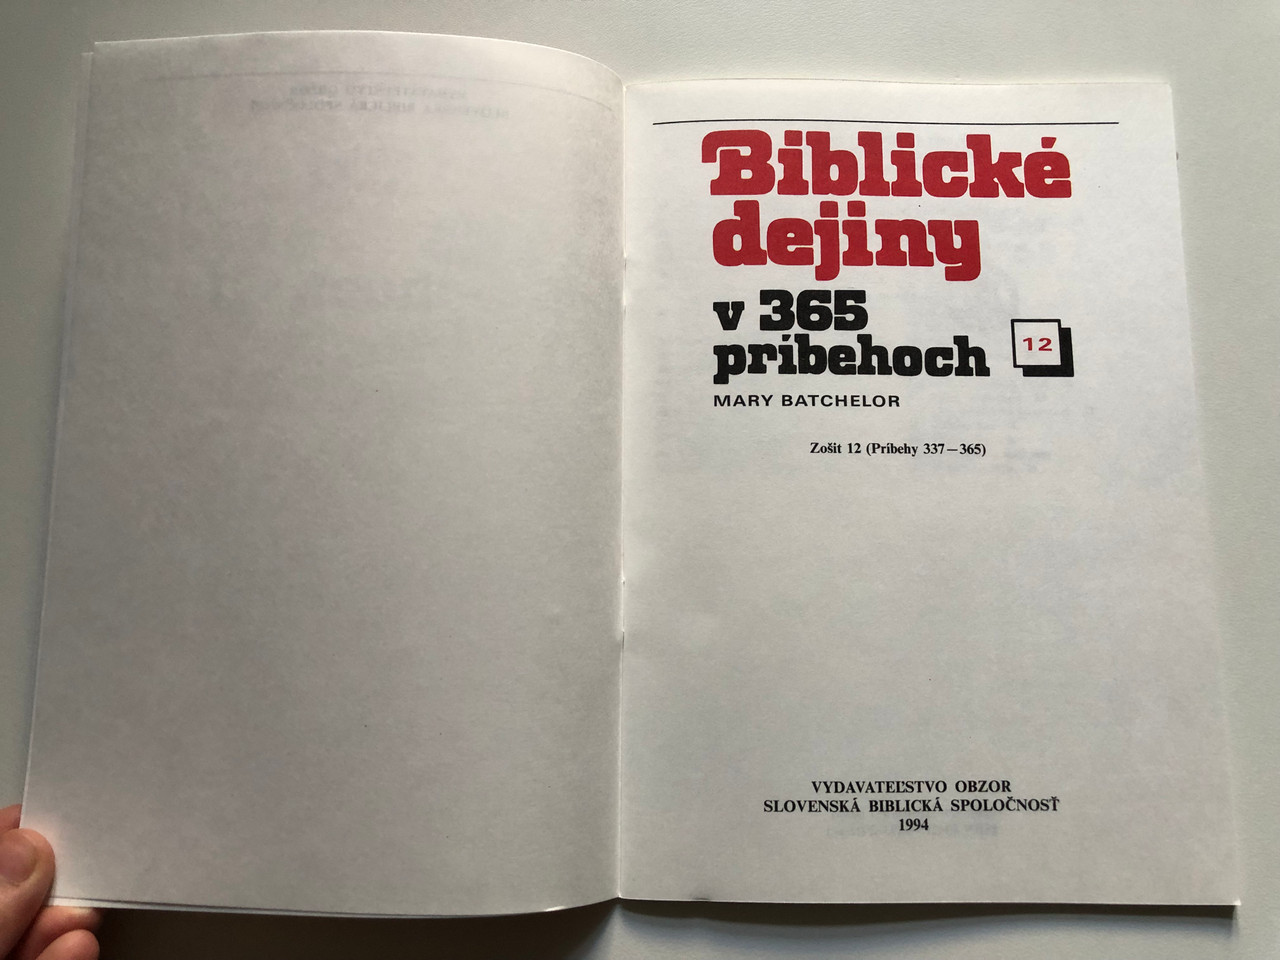 Biblické
dejiny
v 365
príbehoch
12
MARY BATCHELOR
Zošit 12 (Príbehy 337—365)
VYDAVATEĽSTVO OBZOR
SLOVENSKÁ BIBLICKÁ SPOLOČNOSŤ
1994